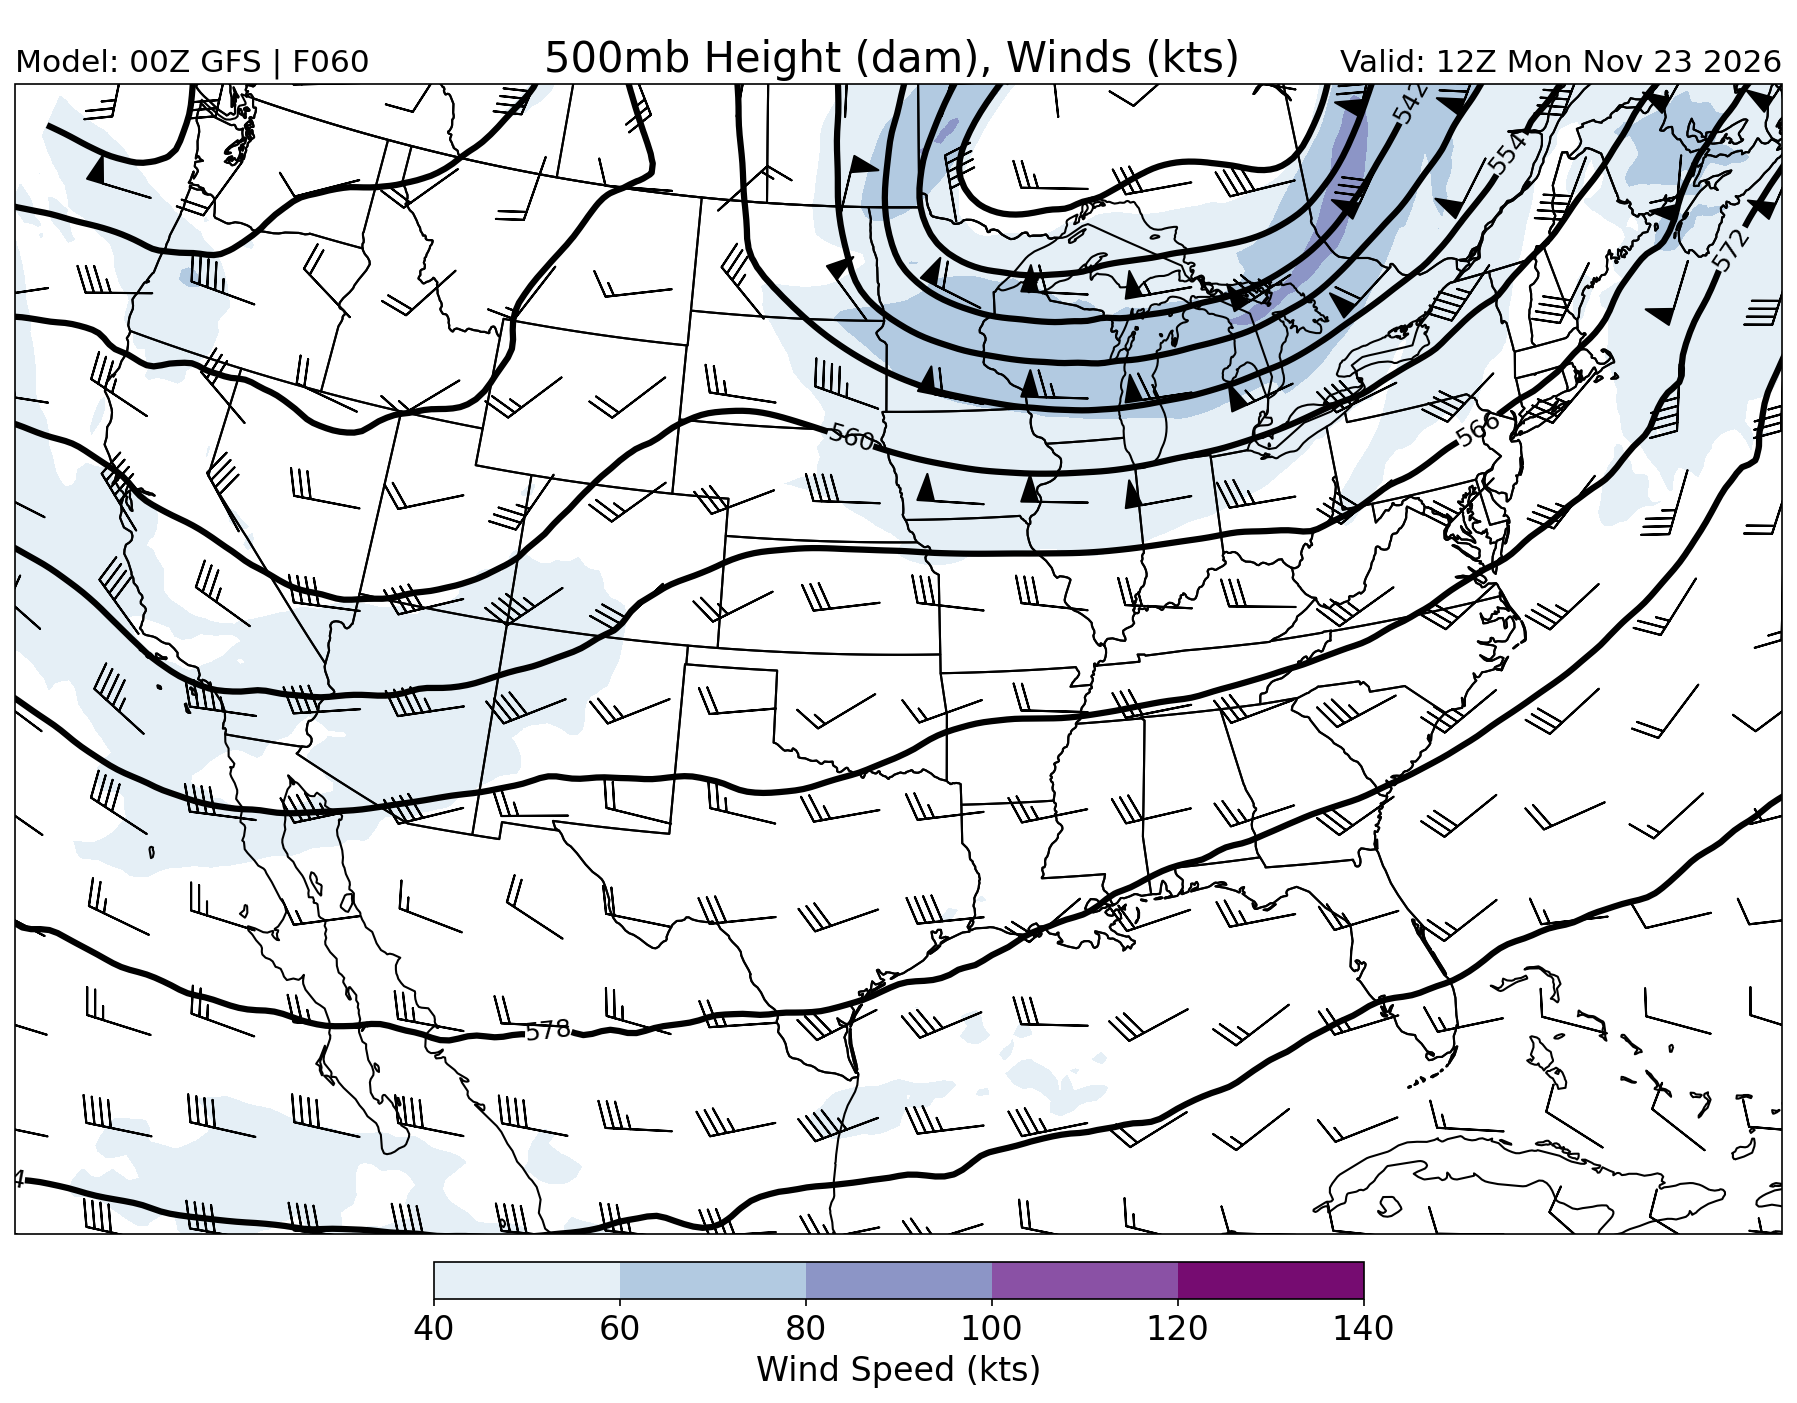 Model: 00Z GFS | F060
500mb Height (dam), Winds (kts)
Valid: 12Z Mon Nov 23 2026
542
554
572
560
566
578
4
40 60 80 100 120 140
Wind Speed (kts)